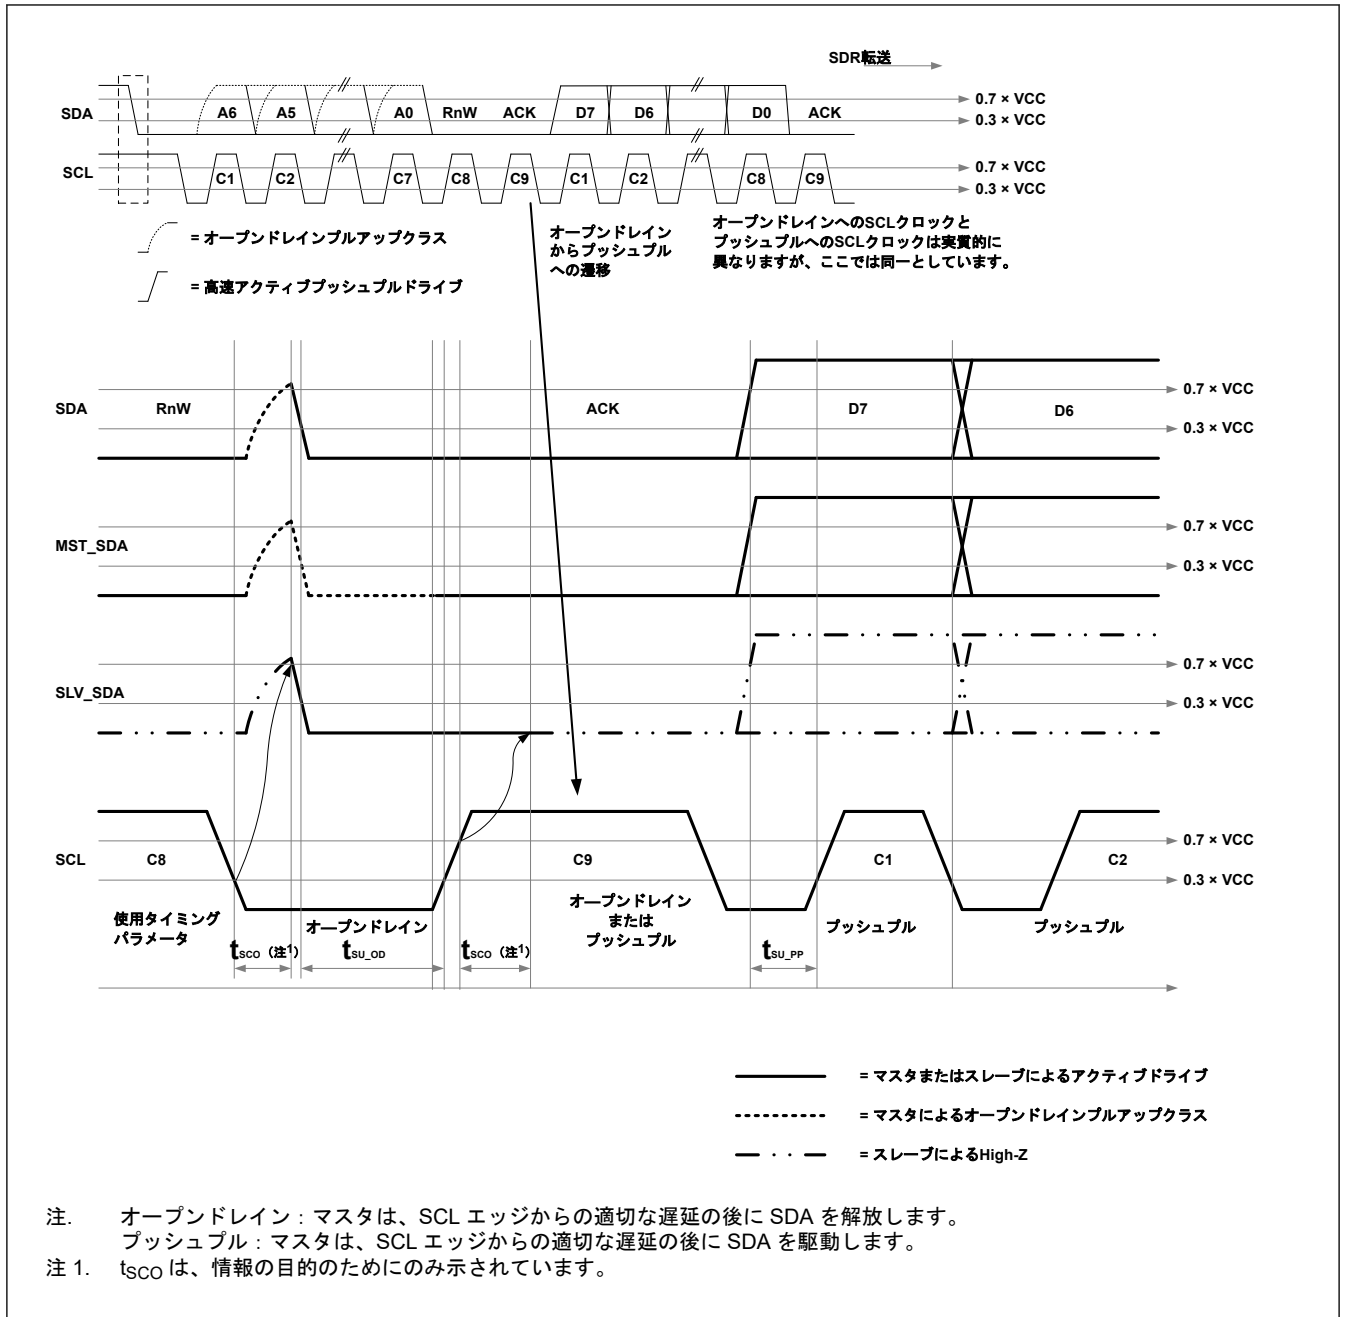 SDR転送
SDA A6 A5 A0 RnW ACK D7 D6 D0 ACK
0.7 × VCC
0.3 × VCC
SCL C1 C2 C7 C8 C9 C1 C2 C8 C9
0.7 × VCC
0.3 × VCC
= オープンドレインプルアップクラス
= 高速アクティブプッシュプルドライブ
オープンドレイン
からプッシュプル
への遷移
オープンドレインへのSCLクロックと
プッシュプルへのSCLクロックは実質的に
異なりますが、ここでは同一としています。
SDA RnW ACK D7 D6
0.7 × VCC
0.3 × VCC
MST_SDA
0.7 × VCC
0.3 × VCC
SLV_SDA
0.7 × VCC
0.3 × VCC
SCL C8 C9 C1 C2
0.7 × VCC
0.3 × VCC
使用タイミング
パラメータ
オープンドレイン
オープンドレイン
または
プッシュプル
プッシュプル
プッシュプル
tSCO（注1） tSU_OD tSCO（注1） tSU_PP
= マスタまたはスレーブによるアクティブドライブ
= マスタによるオープンドレインプルアップクラス
= スレーブによるHigh-Z
注. オープンドレイン：マスタは、SCL エッジからの適切な遅延の後に SDA を解放します。
プッシュプル：マスタは、SCL エッジからの適切な遅延の後に SDA を駆動します。
注 1. tSCO は、情報の目的のためにのみ示されています。